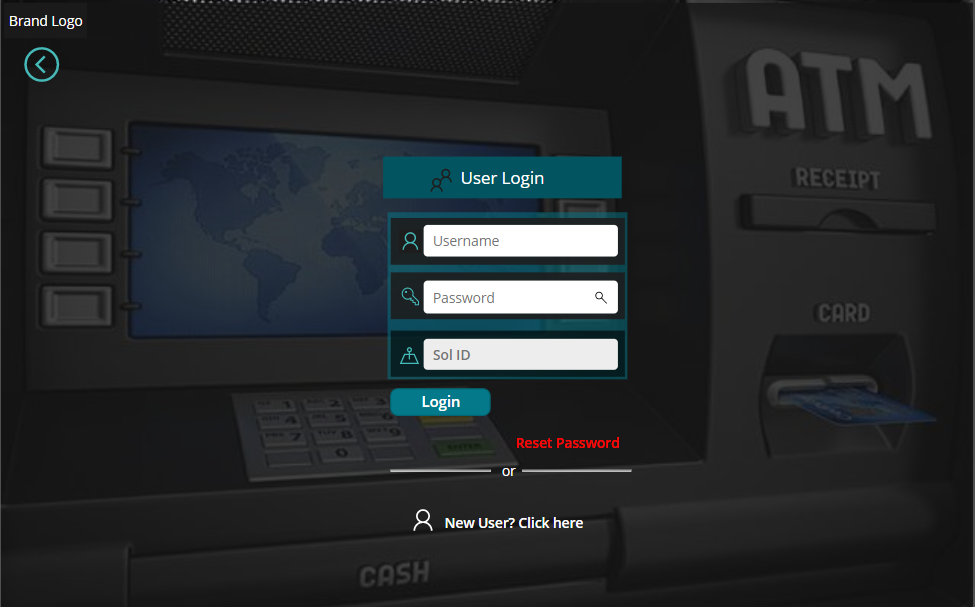 Brand Logo
ATM
RECEIPT
User Login
Username
Password
CARD
Sol ID
Login
Reset Password
or
New User? Click here
CASH